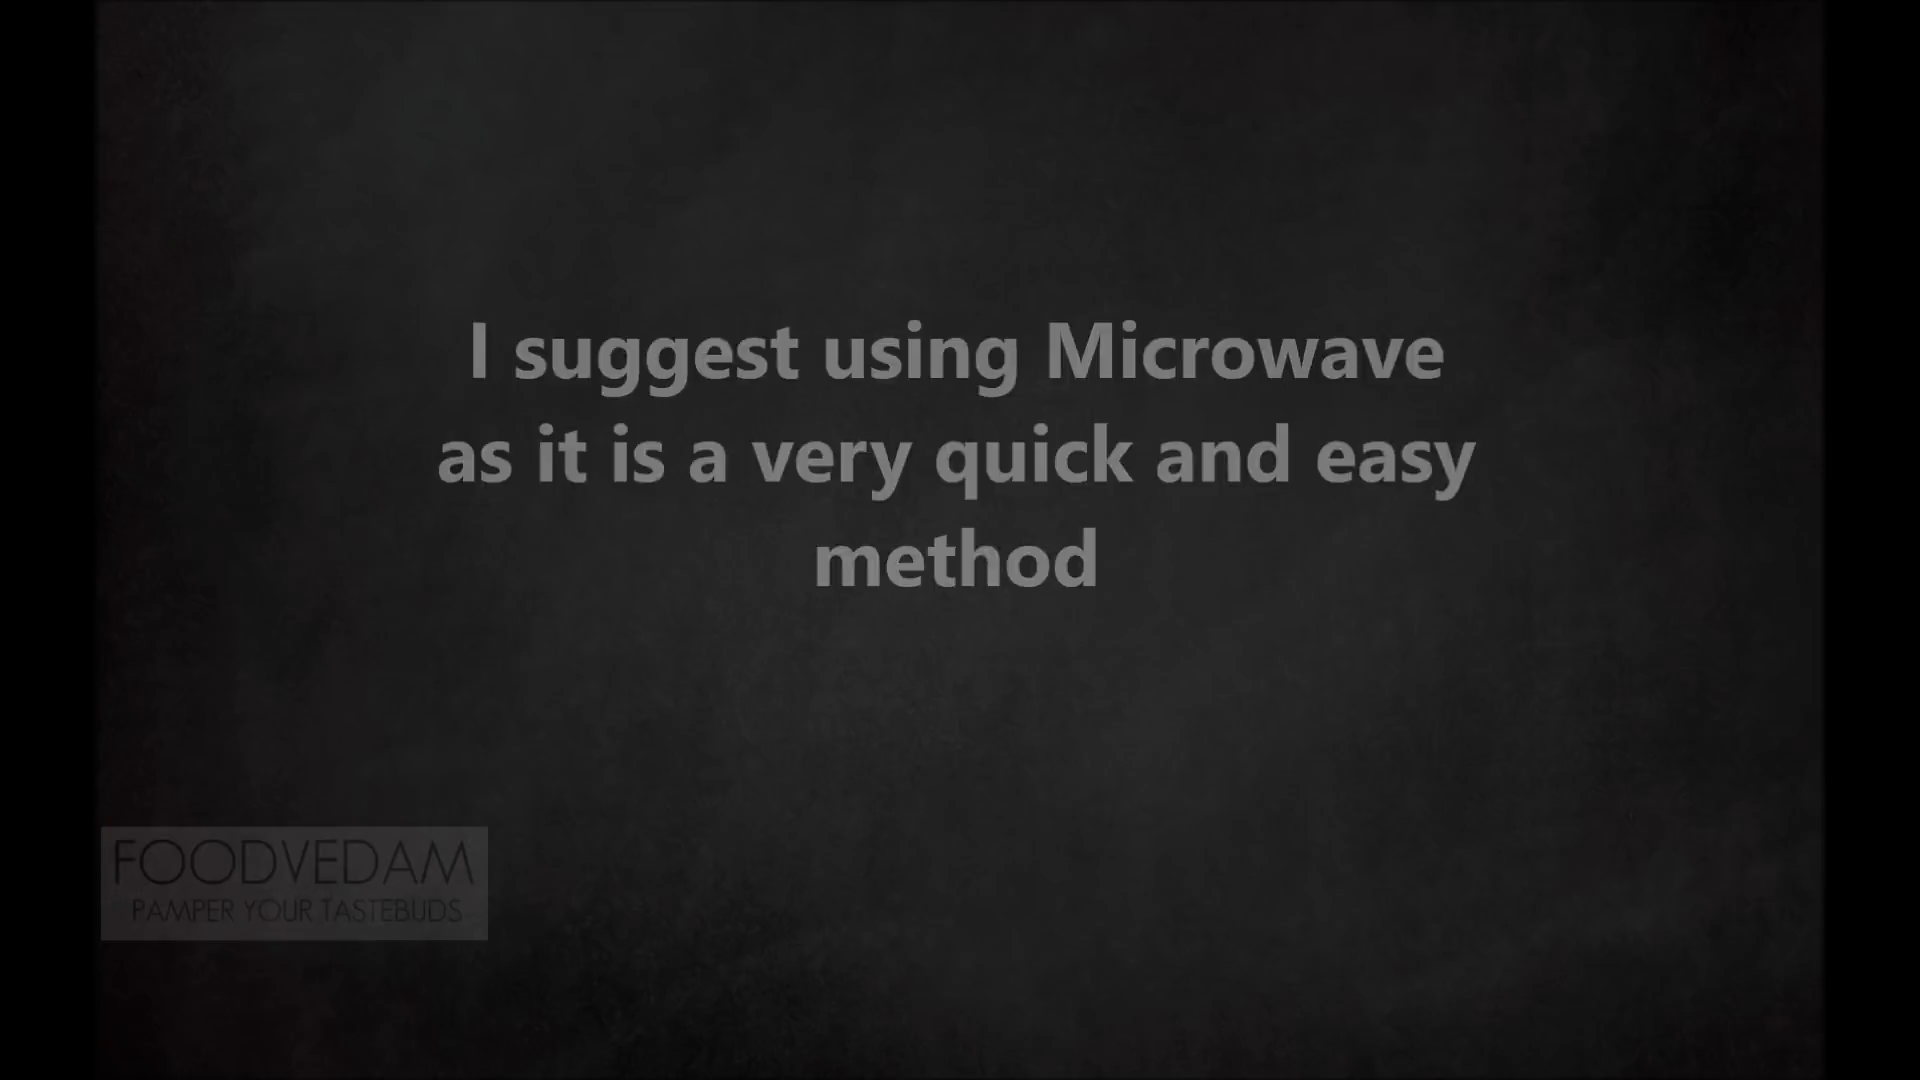 I suggest using Microwave
as it is a very quick and easy
method
FOODVEDAM
PAMPER YOUR TASTEBUDS